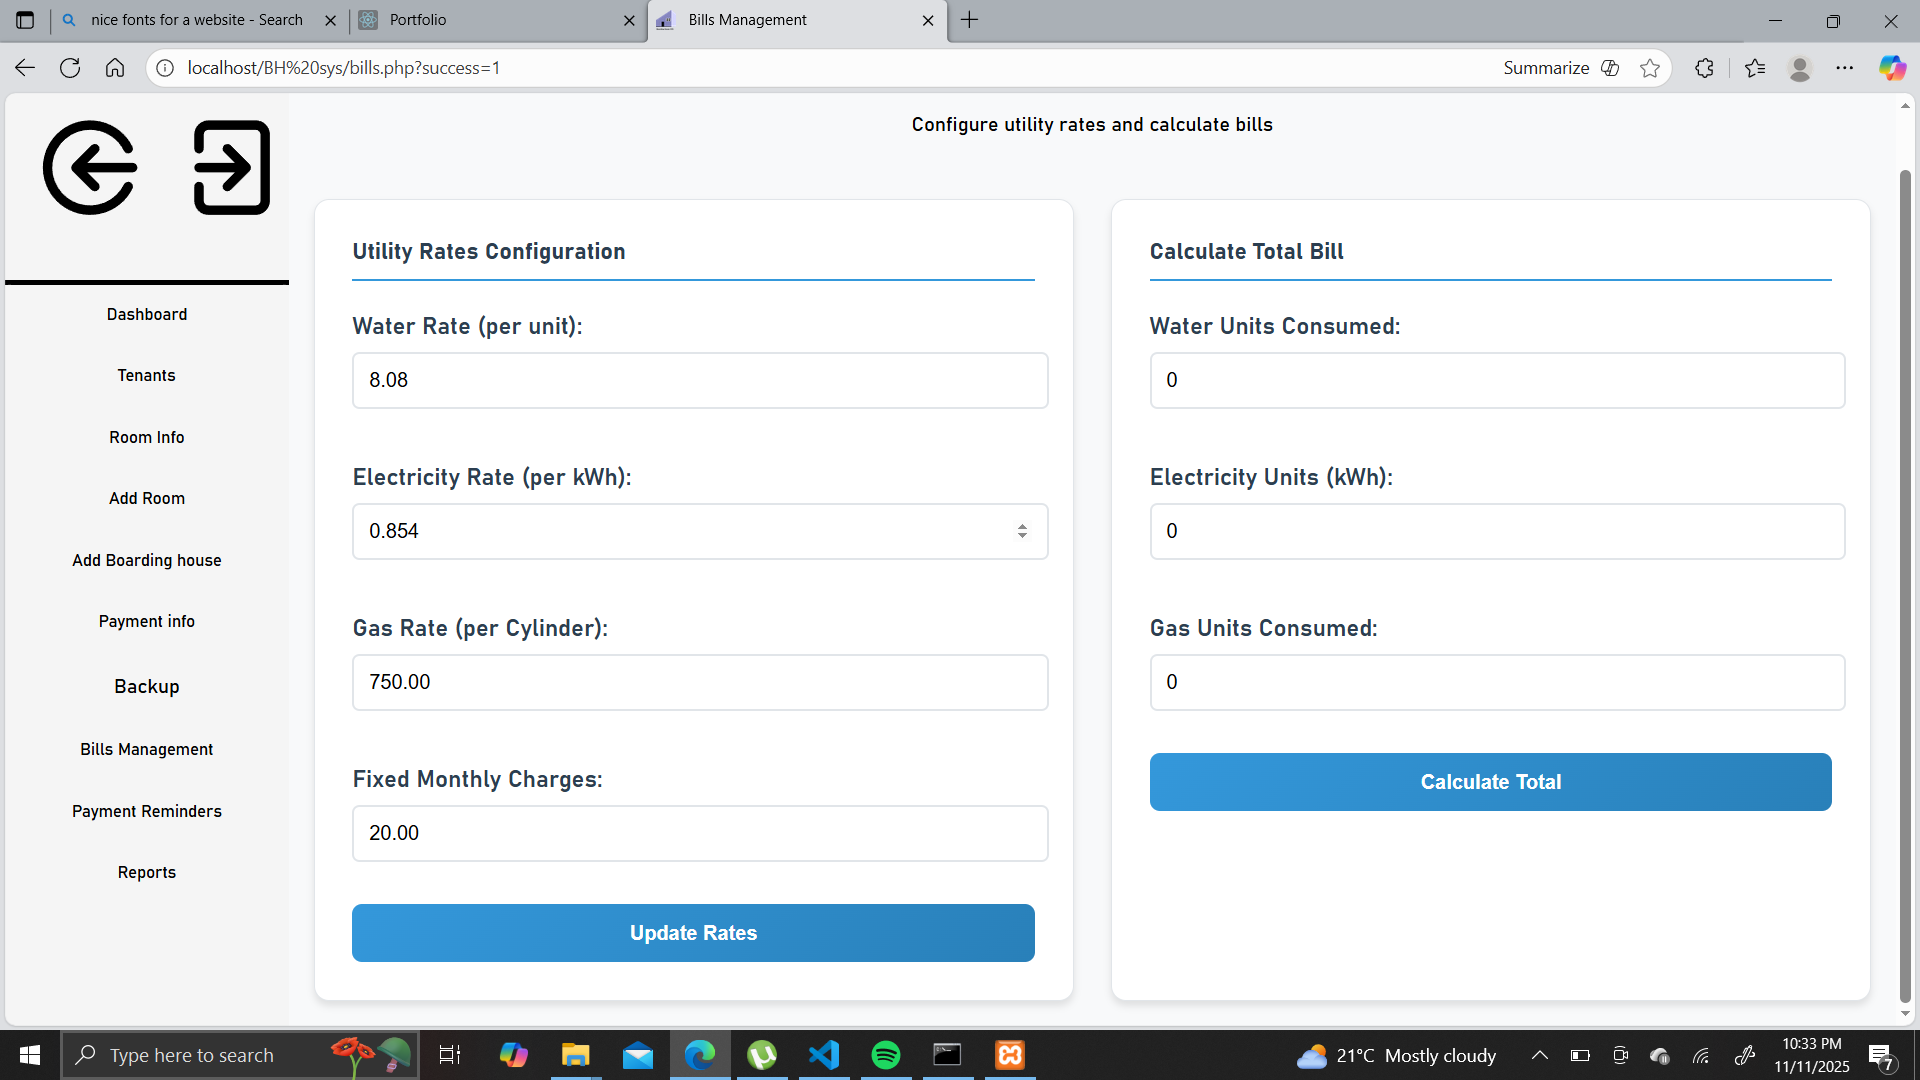 nice fonts for a website - Search
Portfolio
Bills Management
localhost/BH%20sys/bills.php?success=1
Summarize
Configure utility rates and calculate bills
Dashboard
Tenants
Room Info
Add Room
Add Boarding house
Payment info
Backup
Bills Management
Payment Reminders
Reports
Utility Rates Configuration
Water Rate (per unit):
8.08
Electricity Rate (per kWh):
0.854
Gas Rate (per Cylinder):
750.00
Fixed Monthly Charges:
20.00
Update Rates
Calculate Total Bill
Water Units Consumed:
0
Electricity Units (kWh):
0
Gas Units Consumed:
0
Calculate Total
Type here to search
21°C Mostly cloudy
10:33 PM
11/11/2025
7